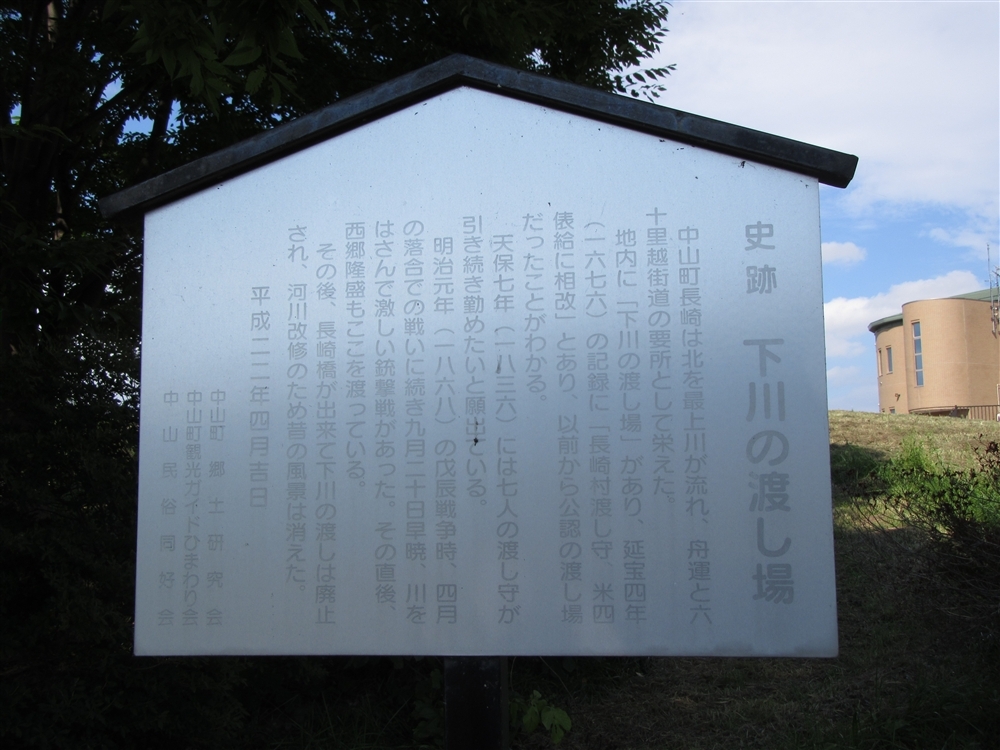 史跡 下川の渡し場
中山町長崎は北を最上川が流れ、舟運と六
十里越街道の要所として栄えた。
地内に「下川の渡し場」があり、延宝四年
(一六七六)の記録に「長崎村渡し守、米四
俵給に相改」とあり、以前から公認の渡し場
だったことがわかる。
天保七年(一八三六)には七人の渡し守が
引き続き勤めたいと願出ている。
明治元年(一八六八)の戊辰戦争時、四月
の落合での戦いに続き九月二十日早暁、川を
はさんで激しい銃撃戦があった。その直後、
西郷隆盛もここを渡っている。
その後、長崎橋が出来て下川の渡しは廃止
され、河川改修のため昔の風景は消えた。
平成二二年四月吉日
中山町 郷土研究会
中山町観光ガイドひまわり会
中山民俗同好会